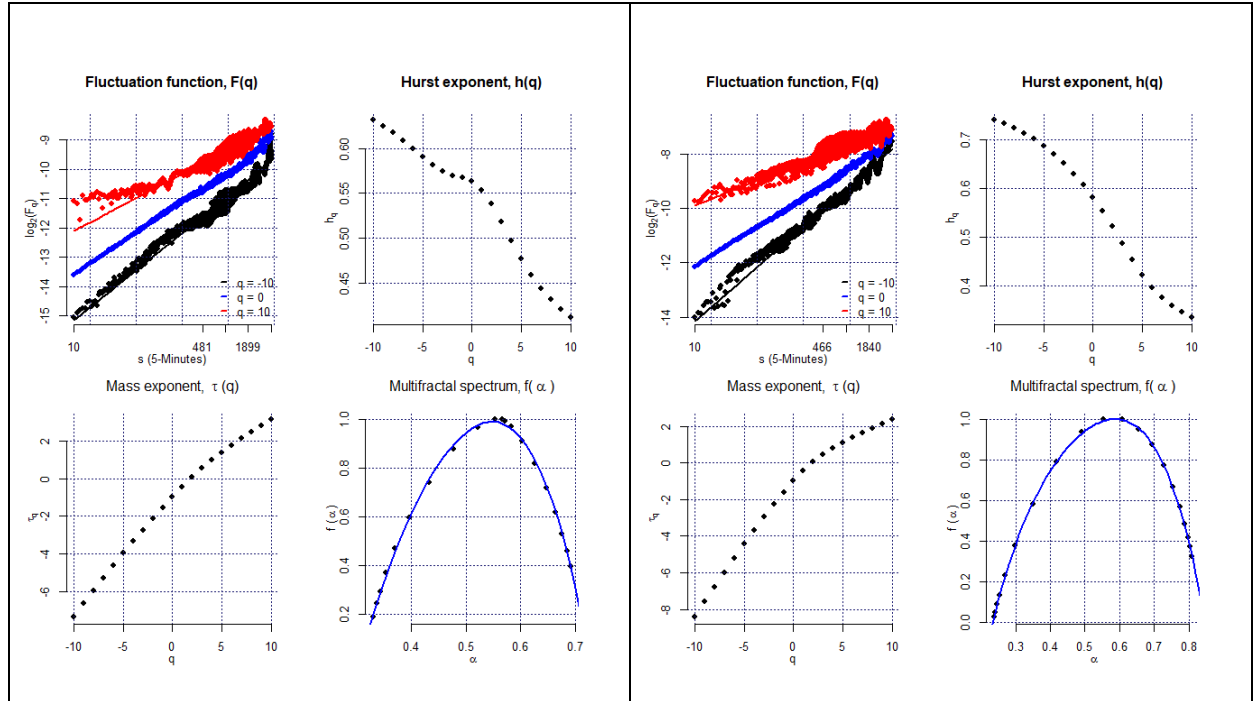 Fluctuation function, F(q)
log2(Fq)
-9
-10
-11
-12
-13
-14
-15
q = -10
q = 0
q = 10
10
481
1899
s (5-Minutes)
Hurst exponent, h(q)
hq
0.60
0.55
0.50
0.45
-10
-5
0
5
10
q
Mass exponent, τ (q)
τq
2
0
-2
-4
-6
-10
-5
0
5
10
q
Multifractal spectrum, f( α )
f (α)
1.0
0.8
0.6
0.4
0.2
0.4
0.5
0.6
0.7
α
Fluctuation function, F(q)
log2(Fq)
-8
-10
-12
-14
q = -10
q = 0
q = 10
10
466
1840
s (5-Minutes)
Hurst exponent, h(q)
hq
0.7
0.6
0.5
0.4
-10
-5
0
5
10
q
Mass exponent, τ (q)
τq
2
0
-2
-4
-6
-8
-10
-5
0
5
10
q
Multifractal spectrum, f( α )
f (α)
1.0
0.8
0.6
0.4
0.2
0.0
0.3
0.4
0.5
0.6
0.7
0.8
α